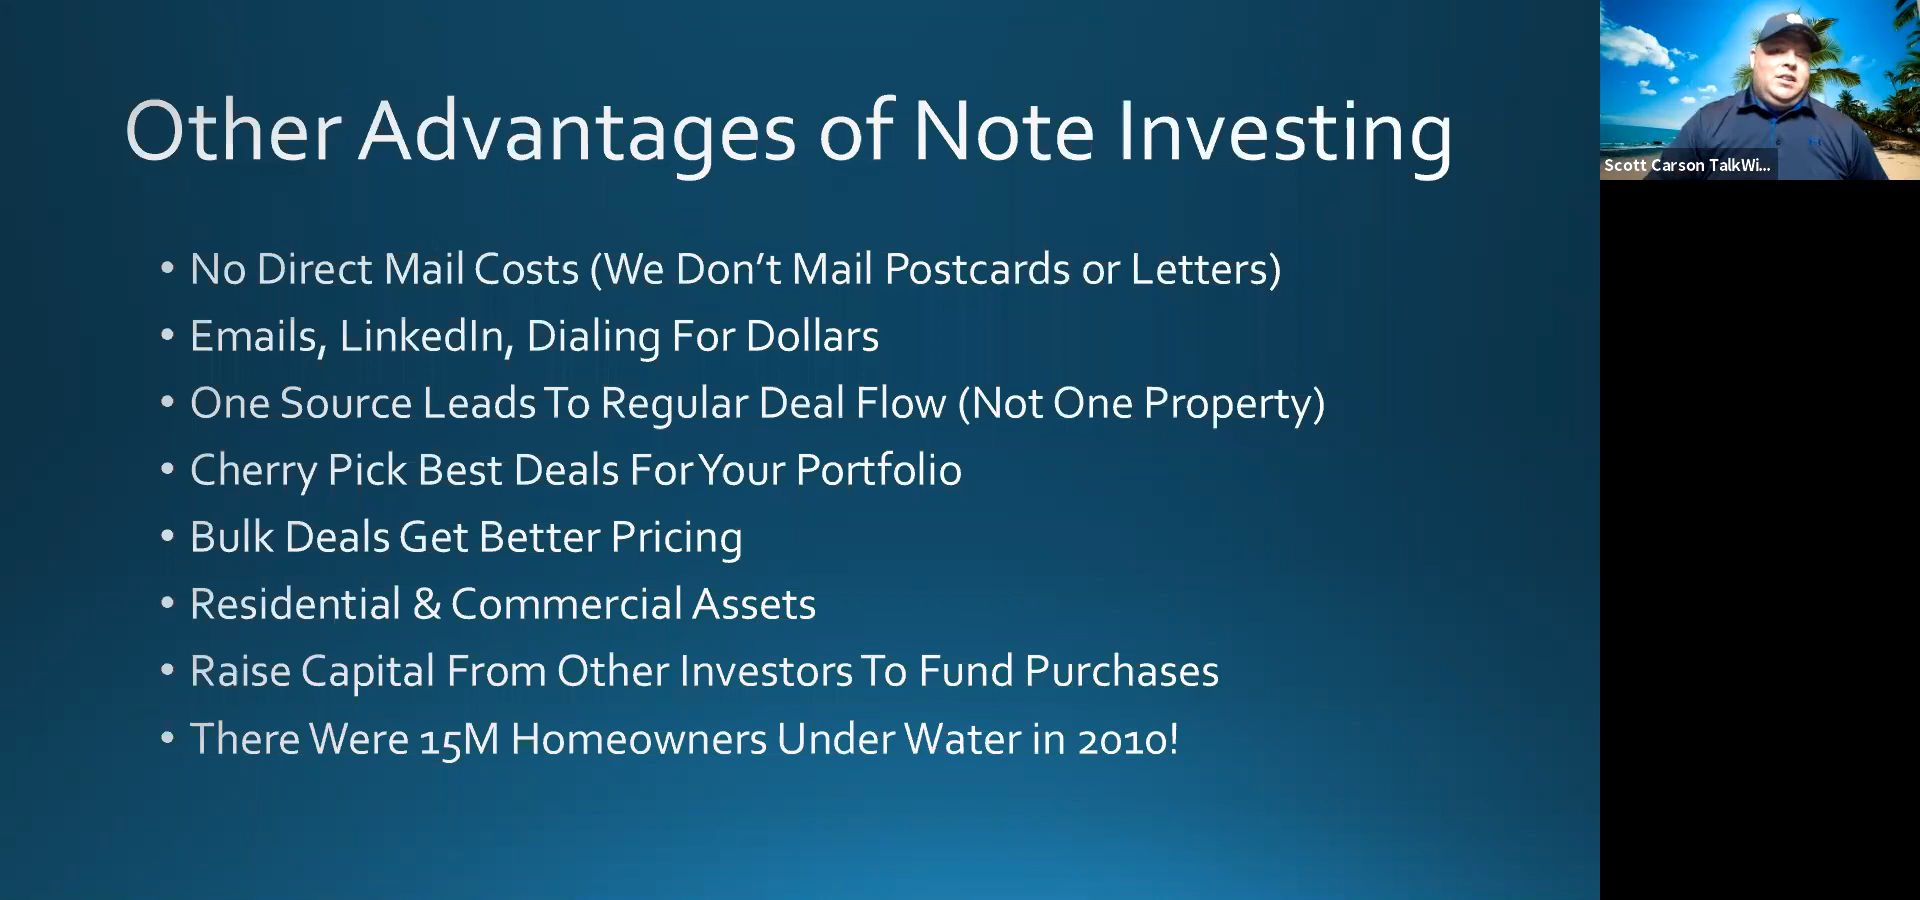 Other Advantages of Note Investing
• No Direct Mail Costs (We Don’t Mail Postcards or Letters)
• Emails, LinkedIn, Dialing For Dollars
• One Source Leads To Regular Deal Flow (Not One Property)
• Cherry Pick Best Deals For Your Portfolio
• Bulk Deals Get Better Pricing
• Residential & Commercial Assets
• Raise Capital From Other Investors To Fund Purchases
• There Were 15M Homeowners Under Water in 2010!
Scott Carson TalkWi...